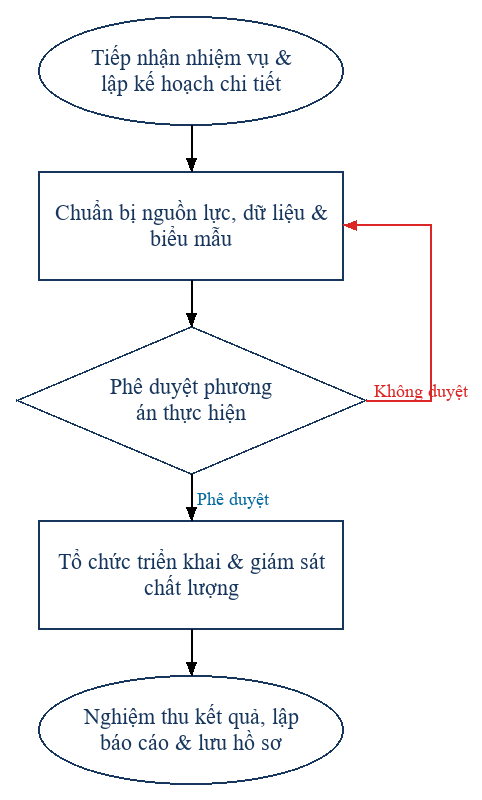 Tiếp nhận nhiệm vụ &
lập kế hoạch chi tiết
Chuẩn bị nguồn lực, dữ liệu &
biểu mẫu
Phê duyệt phương
án thực hiện
Không duyệt
Phê duyệt
Tổ chức triển khai & giám sát
chất lượng
Nghiệm thu kết quả, lập
báo cáo & lưu hồ sơ